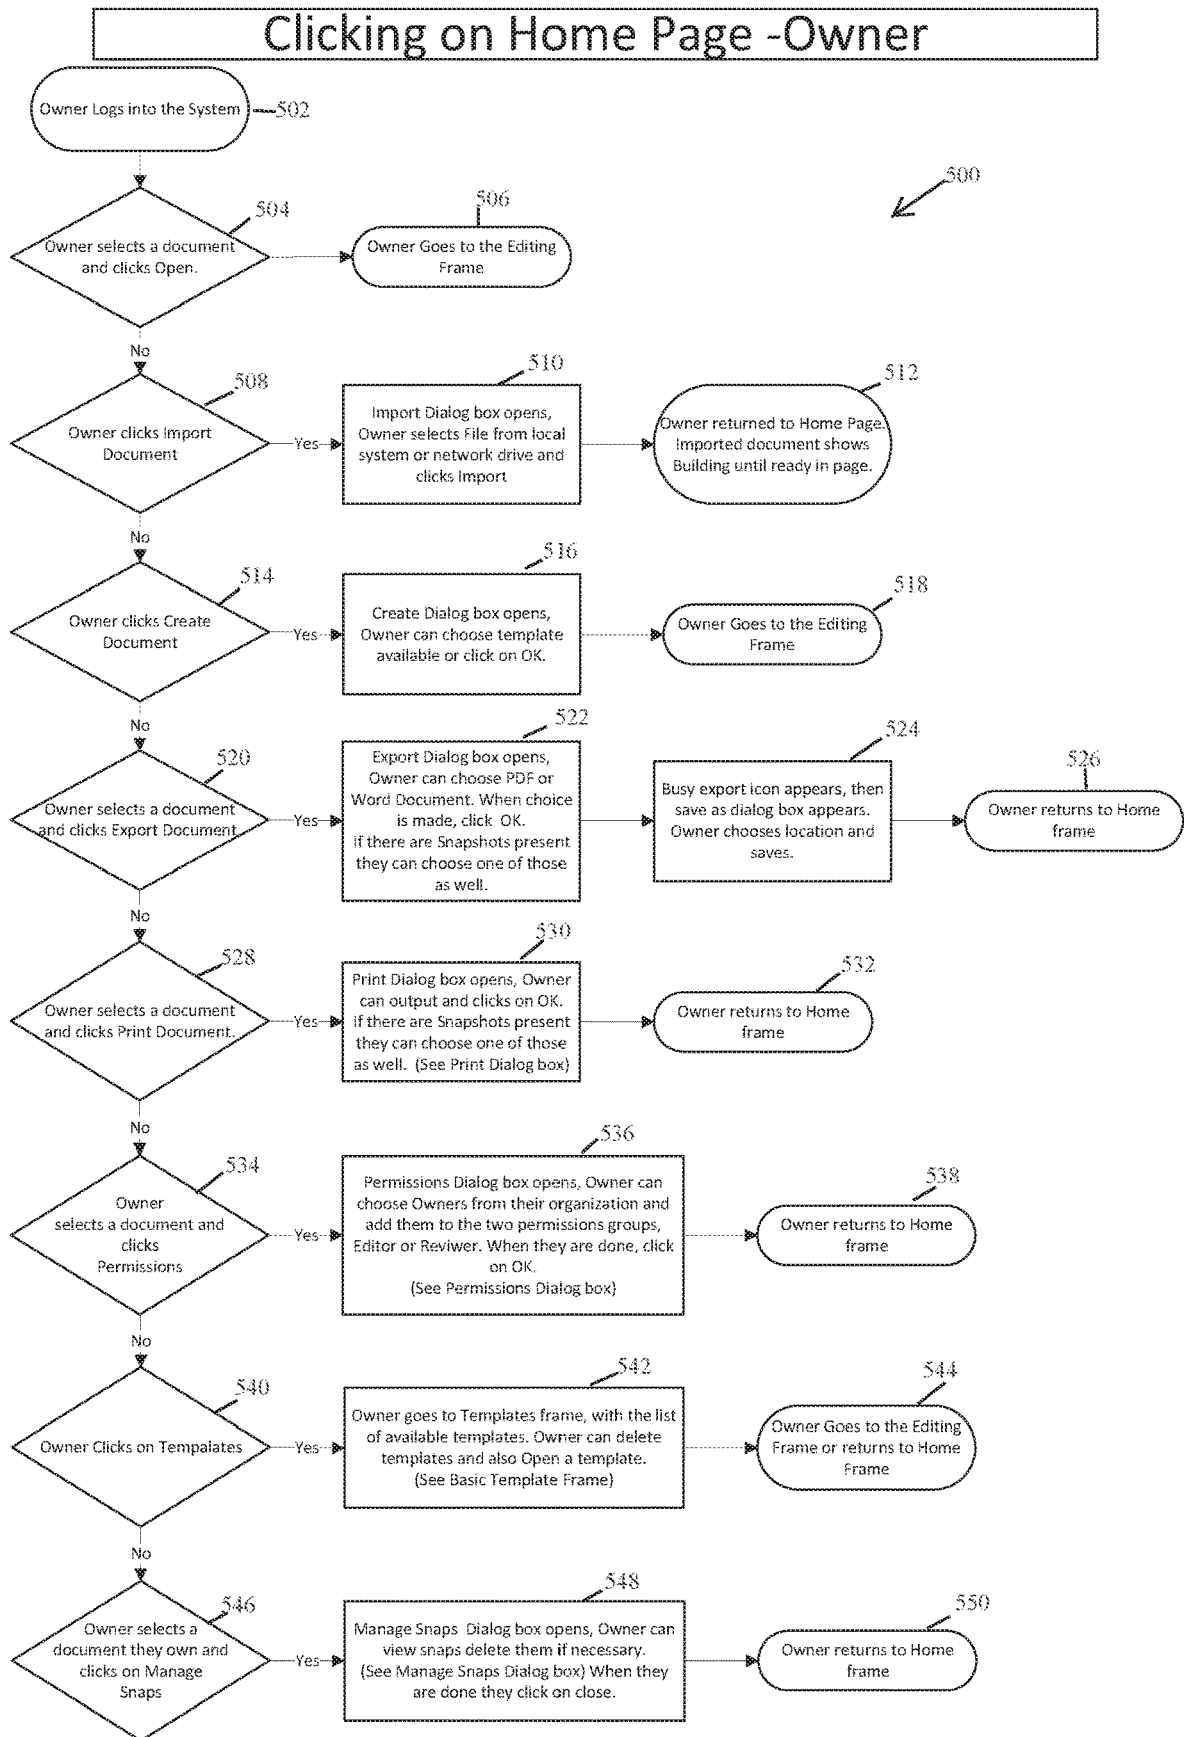 Clicking on Home Page -Owner
Owner Logs into the System
502
500
504
Owner selects a document
and clicks Open.
506
Owner Goes to the Editing
Frame
No
508
Owner clicks Import
Document
Yes
510
Import Dialog box opens,
Owner selects File from local
system or network drive and
clicks Import
512
Owner returned to Home Page.
Imported document shows
Building until ready in page.
No
514
Owner clicks Create
Document
Yes
516
Create Dialog box opens,
Owner can choose template
available or click on OK.
518
Owner Goes to the Editing
Frame
No
520
Owner selects a document
and clicks Export Document.
Yes
522
Export Dialog box opens,
Owner can choose PDF or
Word Document. When choice
is made, click OK.
if there are Snapshots present
they can choose one of those
as well.
524
Busy export icon appears, then
save as dialog box appears.
Owner chooses location and
saves.
526
Owner returns to Home
frame
No
528
Owner selects a document
and clicks Print Document.
Yes
530
Print Dialog box opens, Owner
can output and clicks on OK.
if there are Snapshots present
they can choose one of those
as well. (See Print Dialog box)
532
Owner returns to Home
frame
No
534
Owner
selects a document and
clicks
Permissions
Yes
536
Permissions Dialog box opens, Owner can
choose Owners from their organization and
add them to the two permissions groups,
Editor or Reviwer. When they are done, click
on OK.
(See Permissions Dialog box)
538
Owner returns to Home
frame
No
540
Owner Clicks on Tempalates
Yes
542
Owner goes to Templates frame, with the list
of available templates. Owner can delete
templates and also Open a template.
(See Basic Template Frame)
544
Owner Goes to the Editing
Frame or returns to Home
Frame
No
546
Owner selects a
document they own and
clicks on Manage
Snaps
Yes
548
Manage Snaps Dialog box opens, Owner can
view snaps delete them if necessary.
(See Manage Snaps Dialog box) When they
are done they click on close.
550
Owner returns to Home
frame